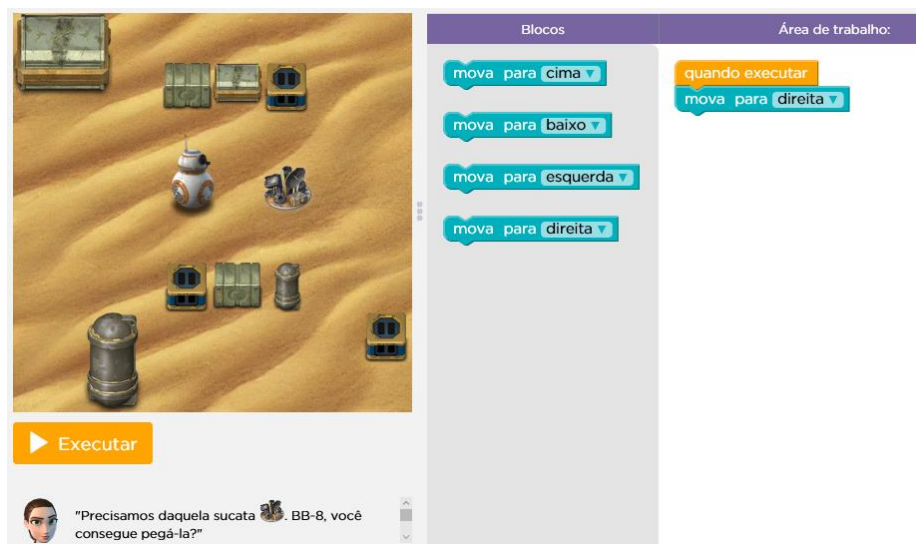 Blocos
Área de trabalho:
mova para cima
mova para baixo
mova para esquerda
mova para direita
quando executar
mova para direita
Executar
"Precisamos daquela sucata . BB-8, você
consegue pegá-la?"